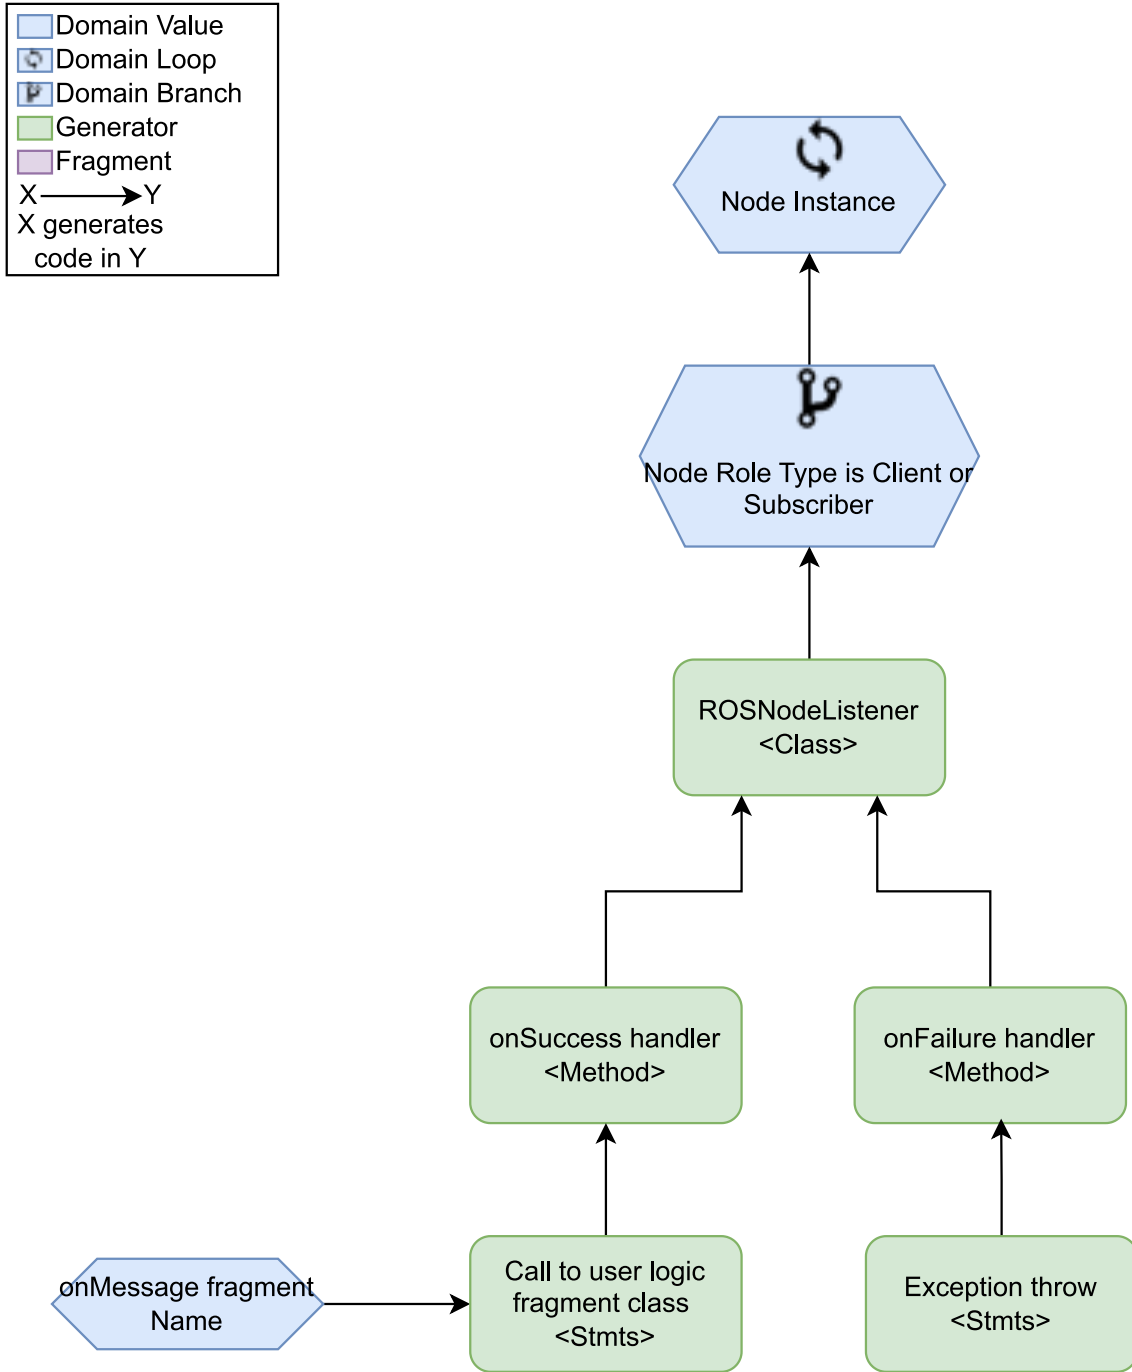 Domain Value
Domain Loop
Domain Branch
Generator
Fragment
X Y
X generates
code in Y
Node Instance
Node Role Type is Client or
Subscriber
ROSNodeListener
<Class>
onSuccess handler
<Method>
onFailure handler
<Method>
onMessage fragment
Name
Call to user logic
fragment class
<Stmts>
Exception throw
<Stmts>